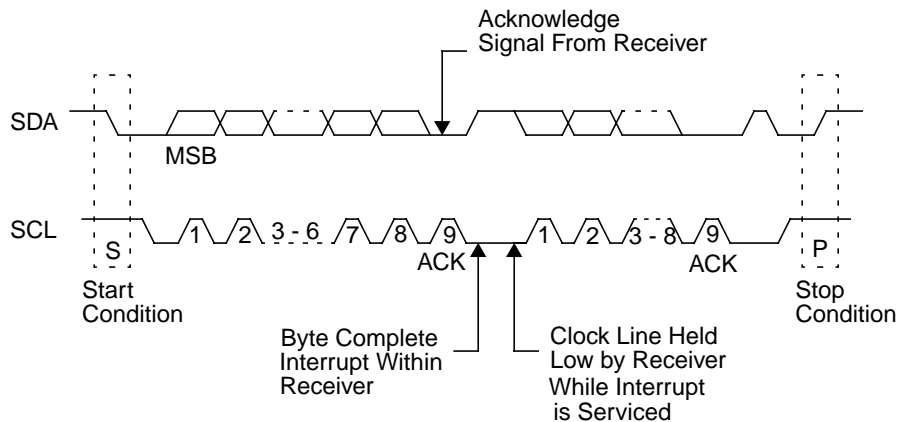 Acknowledge
Signal From Receiver
SDA
MSB
SCL
S
1
2
3 - 6
7
8
9
ACK
1
2
3 - 8
9
ACK
P
Start
Condition
Stop
Condition
Byte Complete
Interrupt Within
Receiver
Clock Line Held
Low by Receiver
While Interrupt
is Serviced